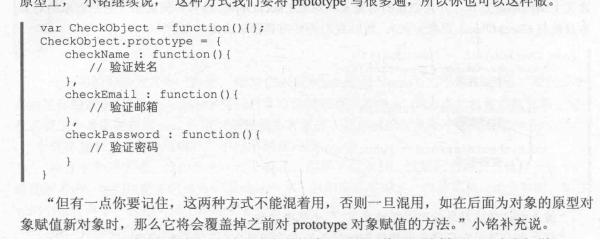 原型上，”小铭继续说，“这种方式我们要将 prototype 写很多遍，所以你也可以这样做。
var CheckObject = function(){};
CheckObject.prototype = {
checkName : function(){
// 验证姓名
},
checkEmail : function(){
// 验证邮箱
},
checkPassword : function(){
// 验证密码
}
}
“但有一点你要记住，这两种方式不能混着用，否则一旦混用，如在后面为对象的原型对
象赋值新对象时，那么它将会覆盖掉之前对 prototype 对象赋值的方法。”小铭补充说。